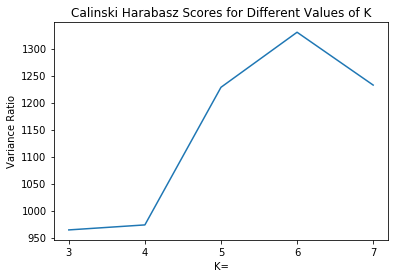 Calinski Harabasz Scores for Different Values of K
Variance Ratio
1300
1250
1200
1150
1100
1050
1000
950
3 4 5 6 7
K=